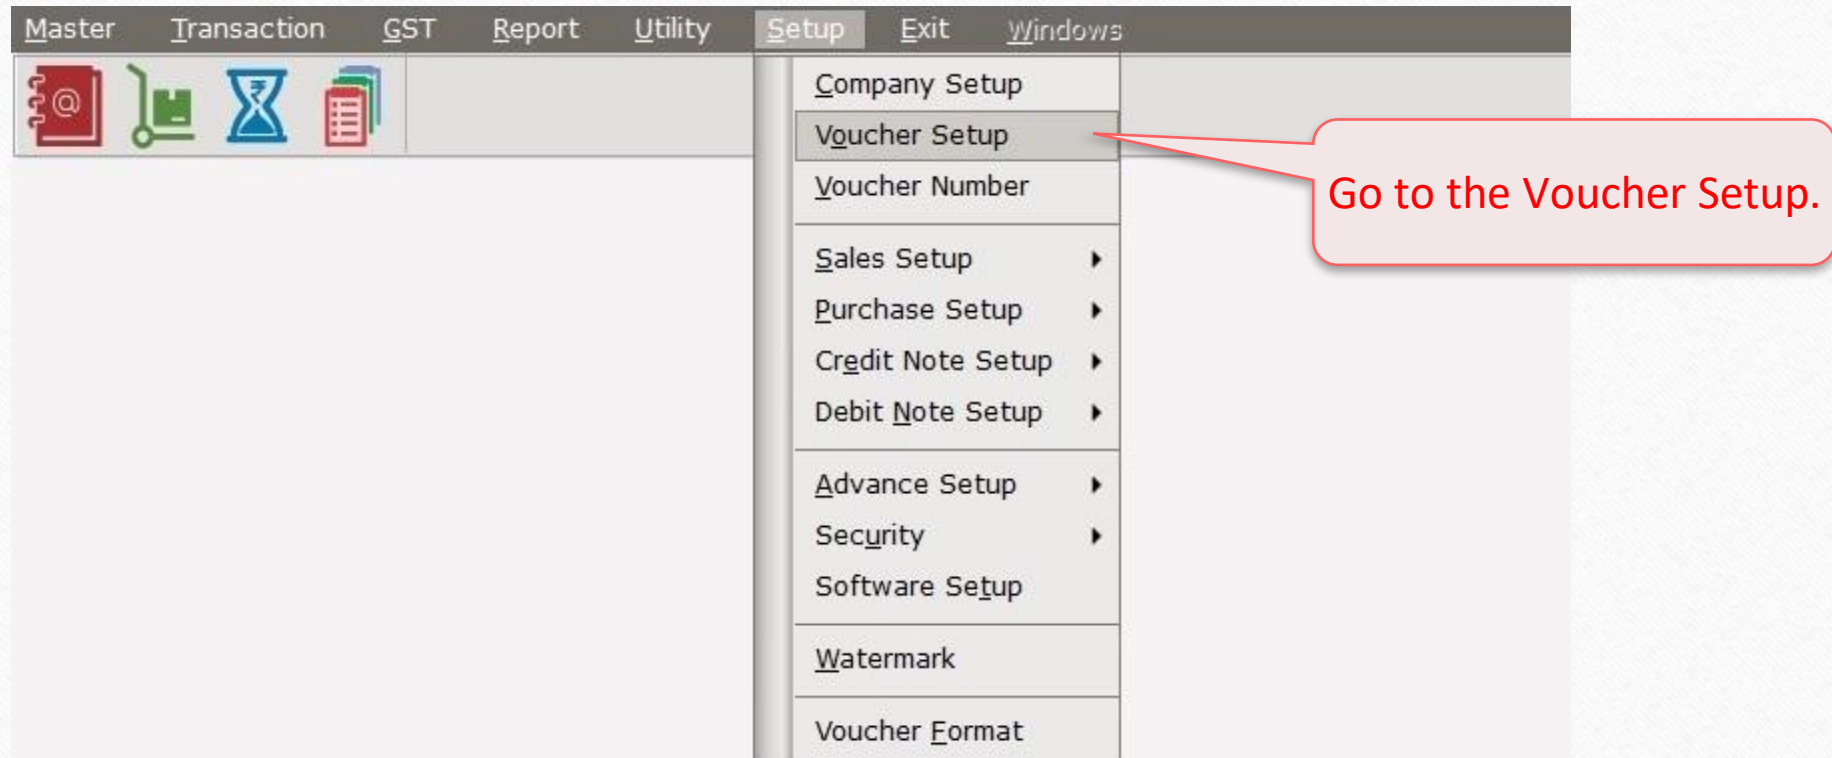 Master Transaction GST Report Utility Setup Exit Windows
@
₹
Company Setup
Voucher Setup
Voucher Number
Sales Setup
Purchase Setup
Credit Note Setup
Debit Note Setup
Advance Setup
Security
Software Setup
Watermark
Voucher Format
Go to the Voucher Setup.